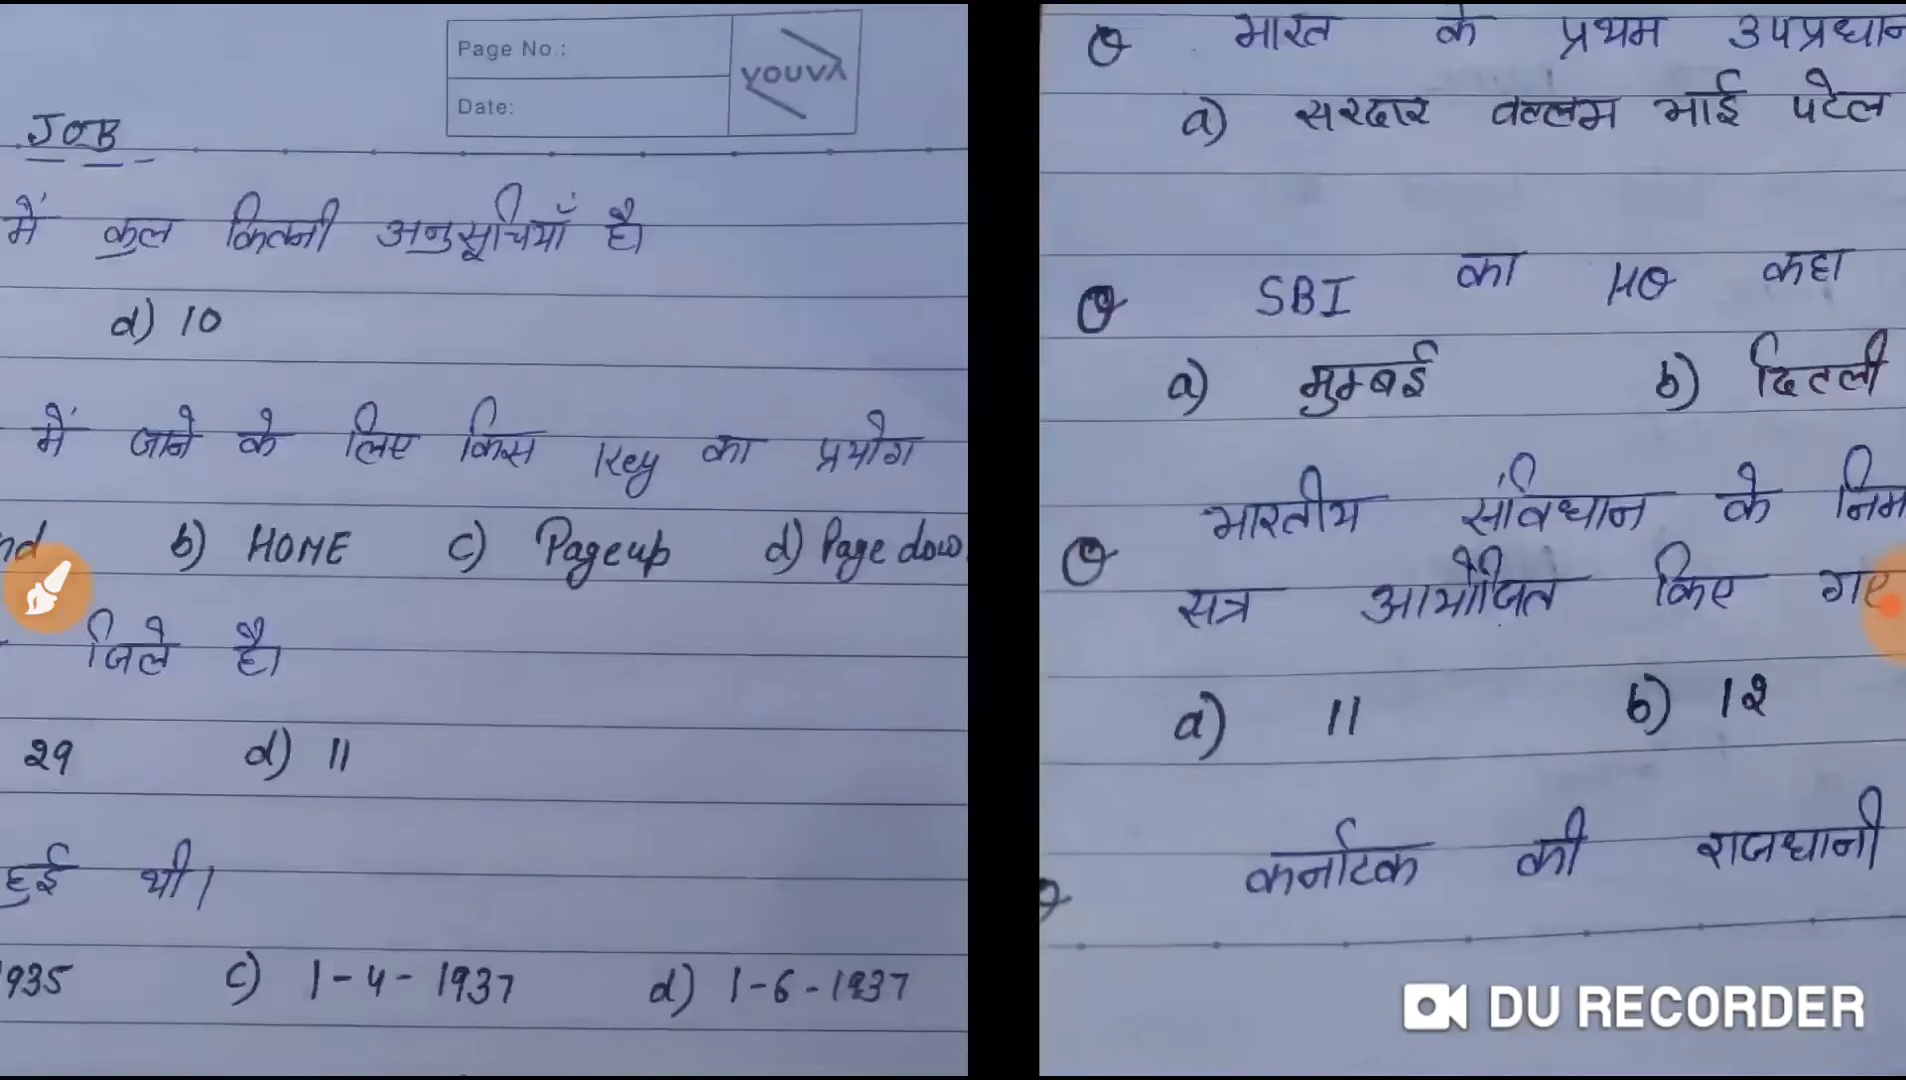 Page No.:
Date:
youva
JOB
में कुल कितनी अनुसूचियाँ है।
d) 10
में जाने के लिए किस Key का प्रयोग
nd b) HOME c) Pageup d) Page dow
जिले है।
29 d) 11
हुई थी।
1935 c) 1-4-1937 d) 1-6-1937
Q भारत के प्रथम उपप्रधान
a) सरदार वल्लभ भाई पटेल
Q SBI का HQ कहा
a) मुम्बई b) दिल्ली
Q भारतीय संविधान के निम
सत्र आयोजित किए गए
a) 11 b) 12
कर्नाटक की राजधानी
DU RECORDER